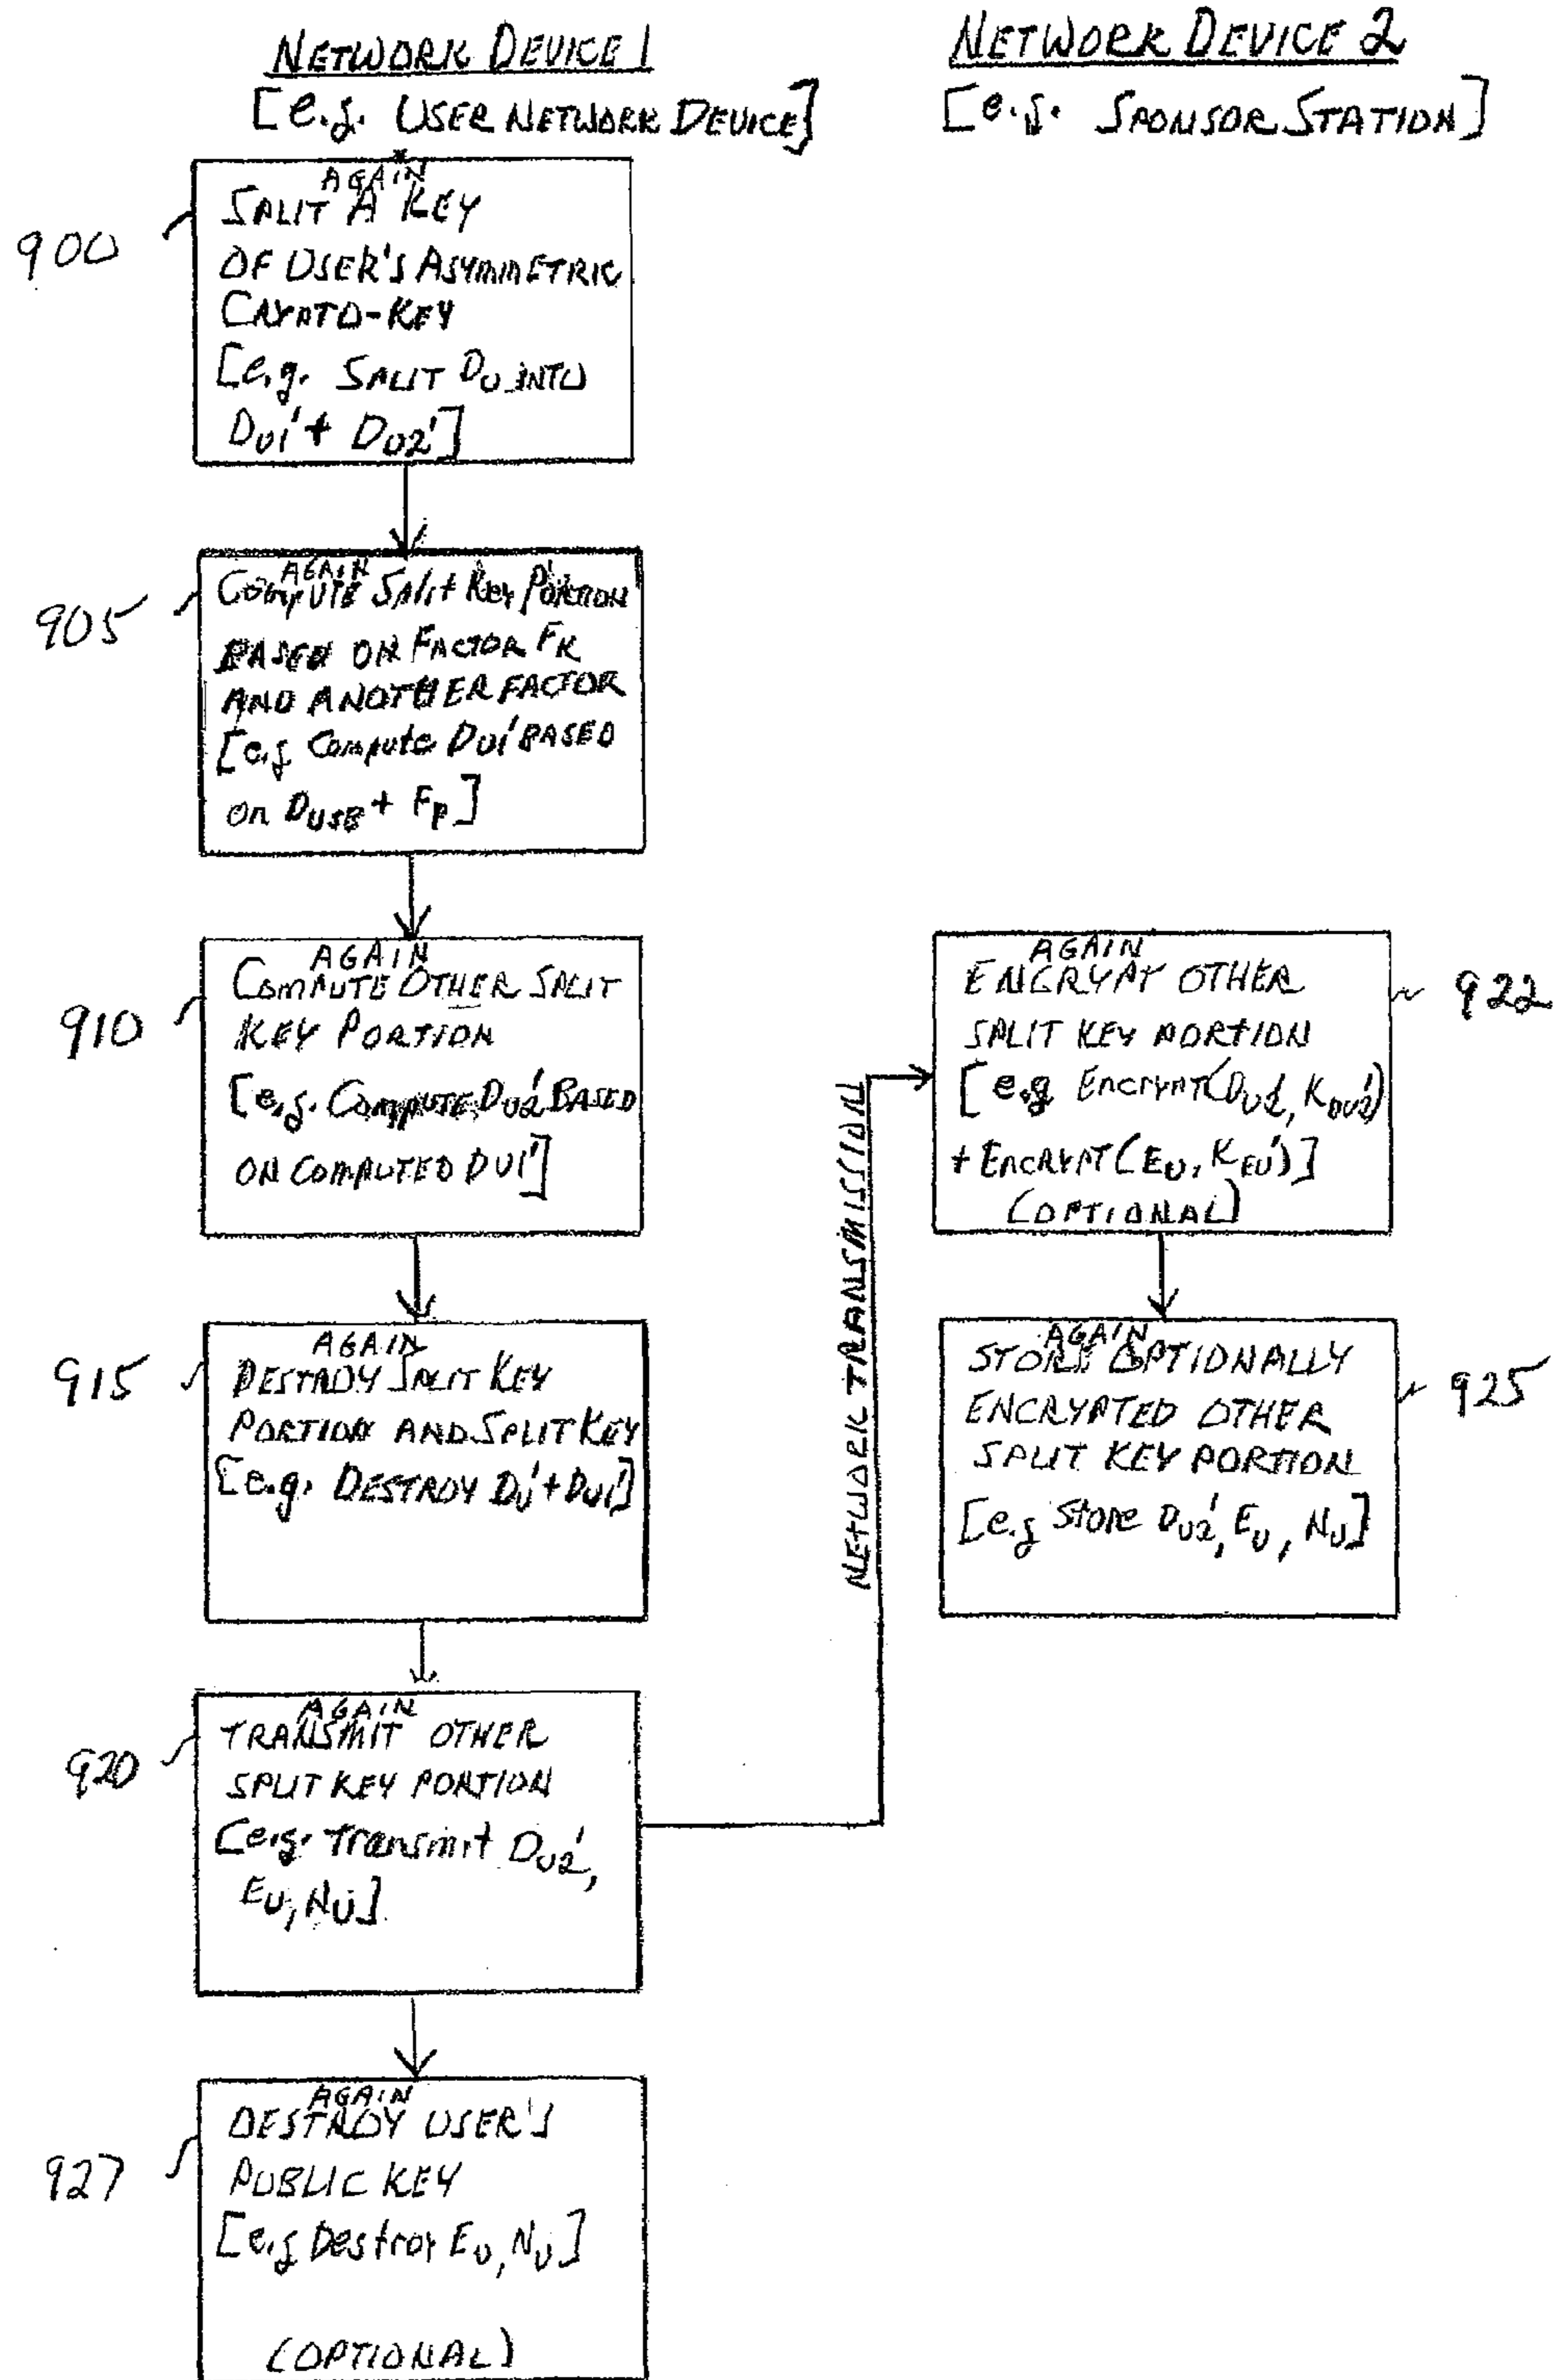 NETWORK DEVICE 1
[e.g. USER NETWORK DEVICE]
NETWORK DEVICE 2
[e.g. SPONSOR STATION]
900
AGAIN
SPLIT A KEY
OF USER'S ASYMMETRIC
CRYPTO-KEY
[e.g. SPLIT DU INTO
DU1' + DU2']
905
AGAIN
COMPUTE Split Key PORTION
BASED ON FACTOR FK
AND ANOTHER FACTOR
[e.g Compute DU1' BASED
on DUSB + FP]
910
AGAIN
COMPUTE OTHER SPLIT
KEY PORTION
[e.g. COMPUTE DU2' BASED
ON COMPUTED DU1']
915
AGAIN
DESTROY SPLIT KEY
PORTION AND SPLIT KEY
[e.g. DESTROY DU' + DU1']
920
AGAIN
TRANSMIT OTHER
SPLIT KEY PORTION
[e.g. Transmit DU2',
EU, NU]
NETWORK TRANSMISSION
922
AGAIN
ENCRYPT OTHER
SPLIT KEY PORTION
[e.g ENCRYPT(DU2', KDU2')
+ ENCRYPT(EU, KEU')]
(OPTIONAL)
925
AGAIN
STORE OPTIONALLY
ENCRYPTED OTHER
SPLIT KEY PORTION
[e.g Store DU2', EU, NU]
927
AGAIN
DESTROY USER'S
PUBLIC KEY
[e.g Destroy EU, NU]
(OPTIONAL)